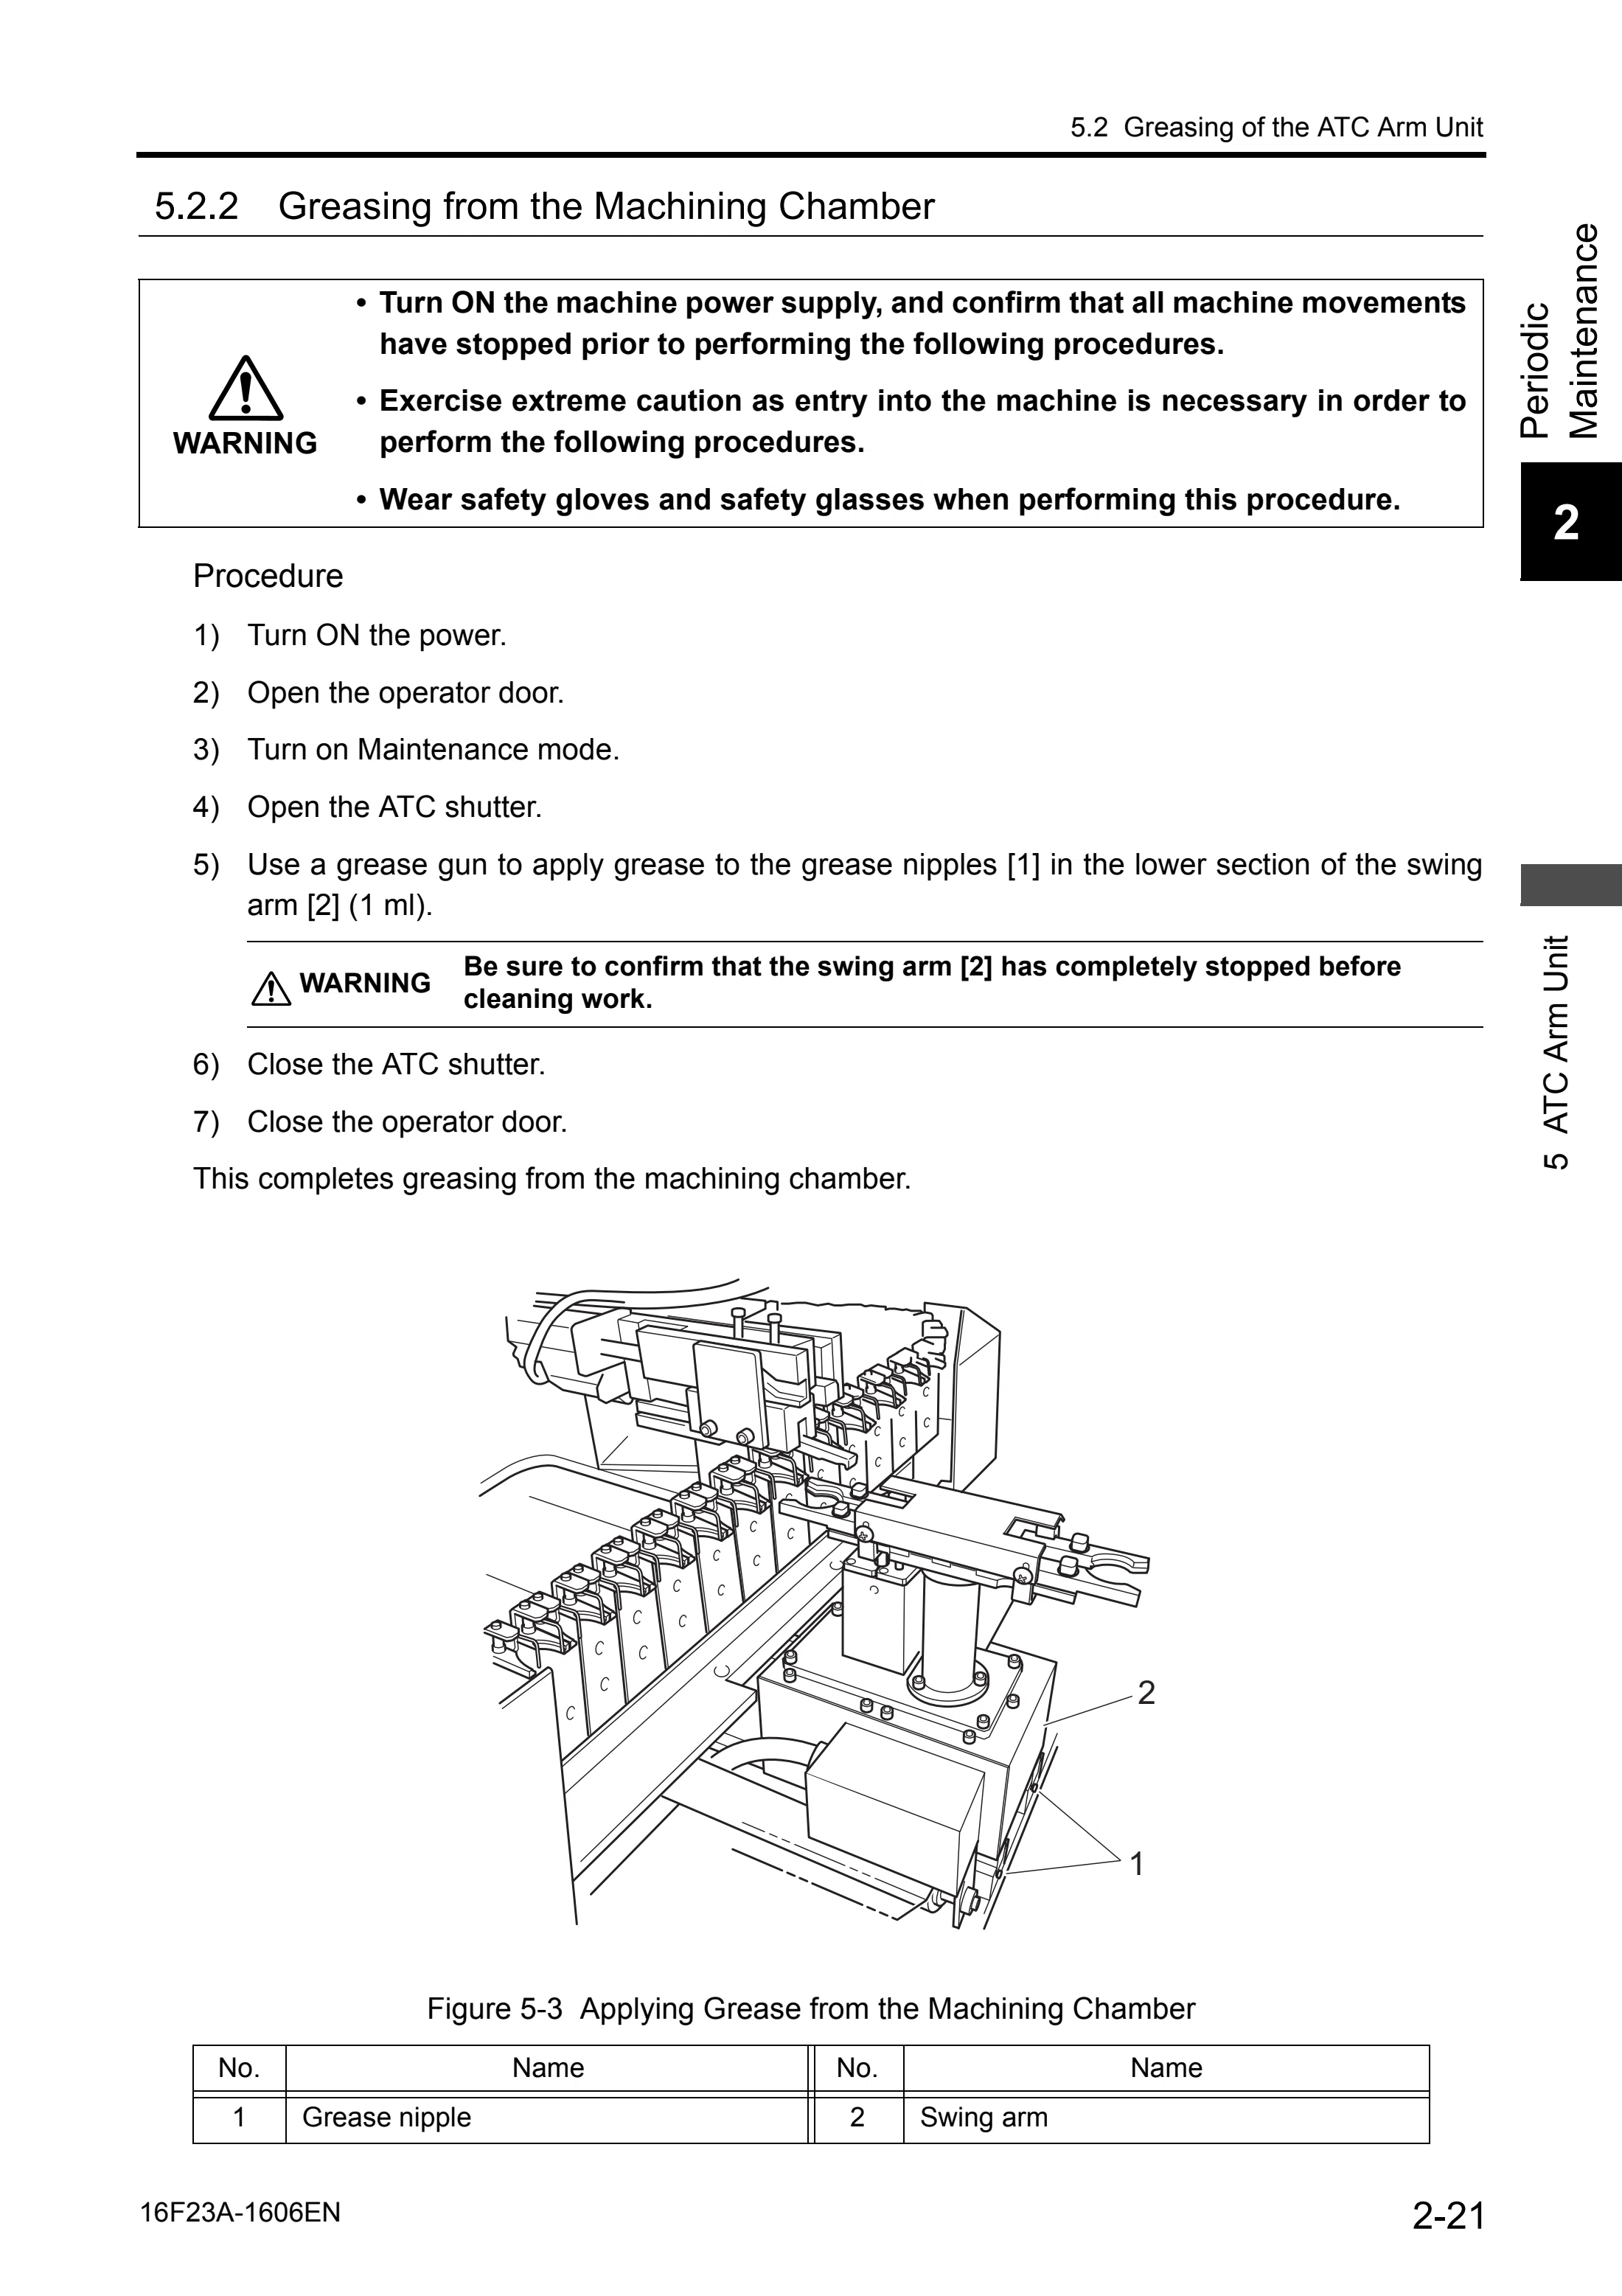 5.2 Greasing of the ATC Arm Unit
5.2.2 Greasing from the Machining Chamber
• Turn ON the machine power supply, and confirm that all machine movements
have stopped prior to performing the following procedures.
• Exercise extreme caution as entry into the machine is necessary in order to
perform the following procedures.
• Wear safety gloves and safety glasses when performing this procedure.
WARNING
Procedure
1) Turn ON the power.
2) Open the operator door.
3) Turn on Maintenance mode.
4) Open the ATC shutter.
5) Use a grease gun to apply grease to the grease nipples [1] in the lower section of the swing
arm [2] (1 ml).
WARNING Be sure to confirm that the swing arm [2] has completely stopped before
cleaning work.
6) Close the ATC shutter.
7) Close the operator door.
This completes greasing from the machining chamber.
2
1
Figure 5-3 Applying Grease from the Machining Chamber
No. Name No. Name
1 Grease nipple 2 Swing arm
16F23A-1606EN
2-21
Periodic
Maintenance
2
5 ATC Arm Unit